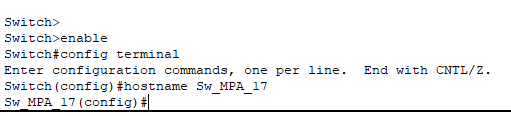 Switch>
Switch>enable
Switch#config terminal
Enter configuration commands, one per line.  End with CNTL/Z.
Switch(config)#hostname Sw_MPA_17
Sw_MPA_17(config)#